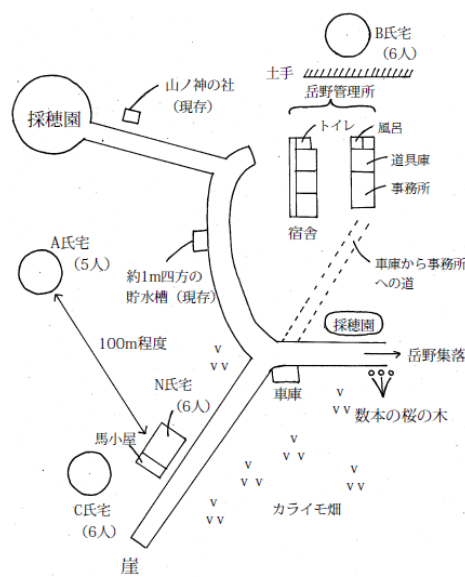 B氏宅
(6人)
土手
岳野管理所
山ノ神の社
(現存)
採穂園
トイレ
風呂
道具庫
事務所
宿舎
A氏宅
(5人)
約1m四方の
貯水槽(現存)
車庫から事務所
への道
採穂園
100m程度
岳野集落
N氏宅
(6人)
車庫
数本の桜の木
馬小屋
C氏宅
(6人)
カライモ畑
崖